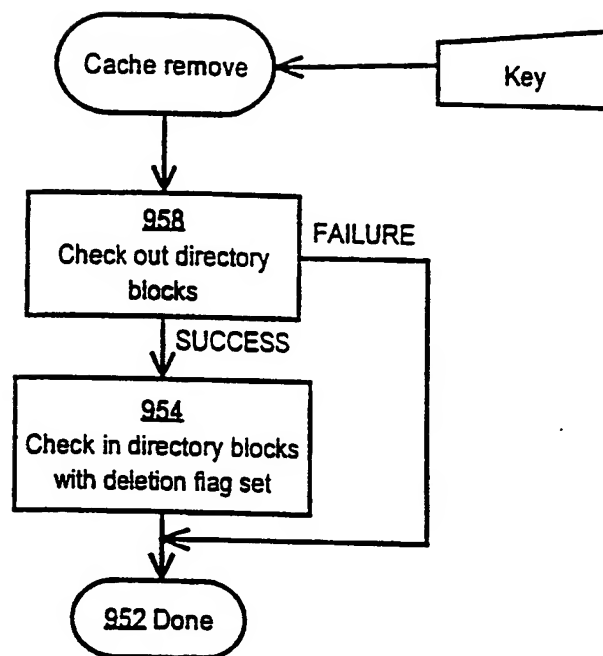 Cache remove
Key
958
Check out directory
blocks
FAILURE
SUCCESS
954
Check in directory blocks
with deletion flag set
952 Done